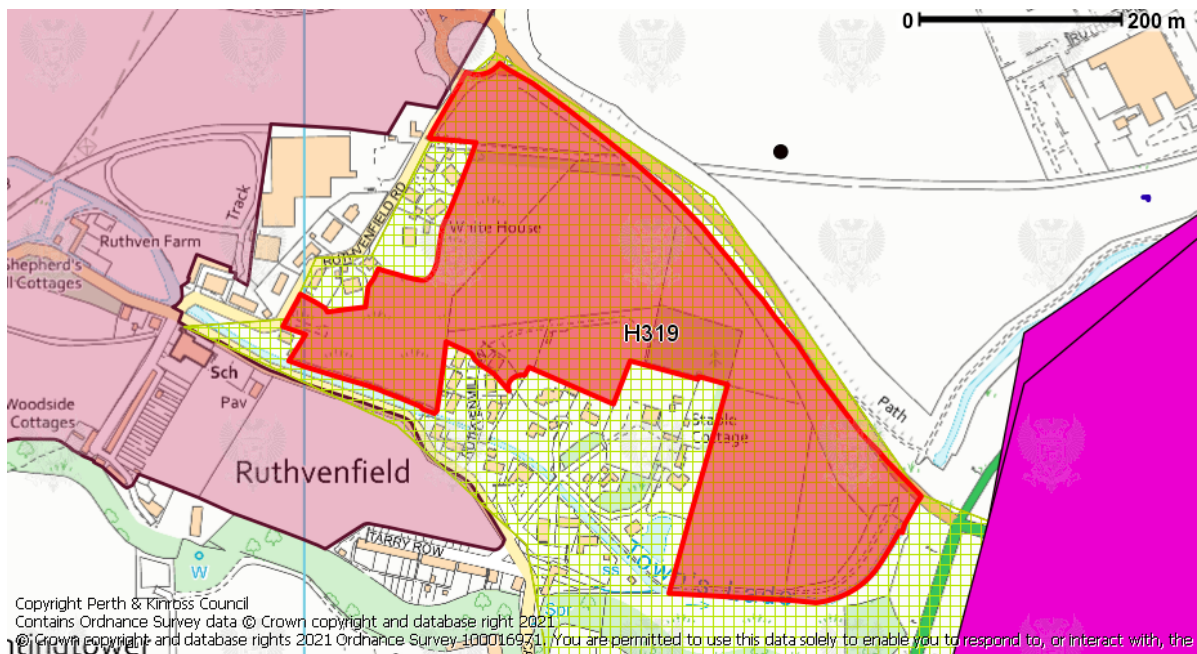 0 200 m
Track
RUTHVENFIELD RD
White House
Ruthven Farm
Shepherd's
Cottages
H319
Sch
Pav
Woodside
Cottages
Stable
Cottage
Path
Ruthvenfield
TARRY ROW
W
SS
Spr
Copyright Perth & Kinross Council
Contains Ordnance Survey data © Crown copyright and database right 2021
© Crown copyright and database rights 2021 Ordnance Survey 100016971. You are permitted to use this data solely to enable you to respond to, or interact with, the